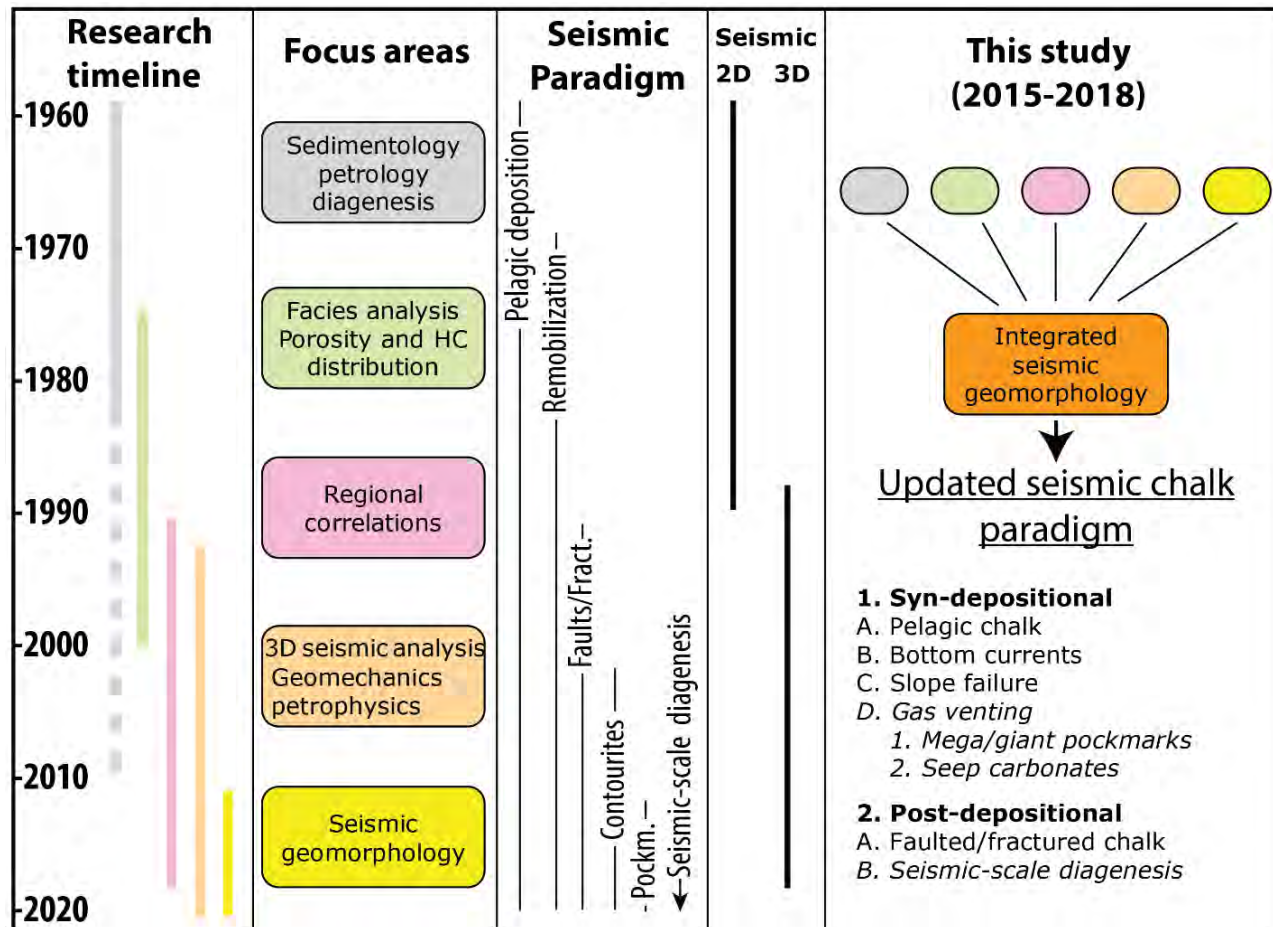 Research
timeline
-1960
-1970
-1980
-1990
-2000
-2010
-2020
Focus areas
Sedimentology
petrology
diagenesis
Facies analysis
Porosity and HC
distribution
Regional
correlations
3D seismic analysis
Geomechanics
petrophysics
Seismic
geomorphology
Seismic
Paradigm
Pelagic deposition
Remobilization
Faults/Fract.
Contourites
Pockm.
Seismic-scale diagenesis
Seismic
2D 3D
This study
(2015-2018)
Integrated
seismic
geomorphology
Updated seismic chalk
paradigm
1. Syn-depositional
A. Pelagic chalk
B. Bottom currents
C. Slope failure
D. Gas venting
1. Mega/giant pockmarks
2. Seep carbonates
2. Post-depositional
A. Faulted/fractured chalk
B. Seismic-scale diagenesis